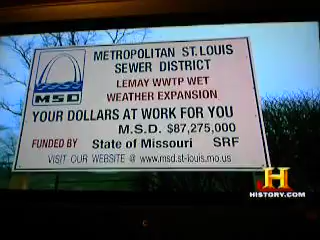 METROPOLITAN ST. LOUIS
SEWER DISTRICT
MSD
LEMAY WWTP WET
WEATHER EXPANSION
YOUR DOLLARS AT WORK FOR YOU
M.S.D. $87,275,000
FUNDED BY State of Missouri SRF
VISIT OUR WEBSITE @ www.msd.st-louis.mo.us
H
HISTORY.COM